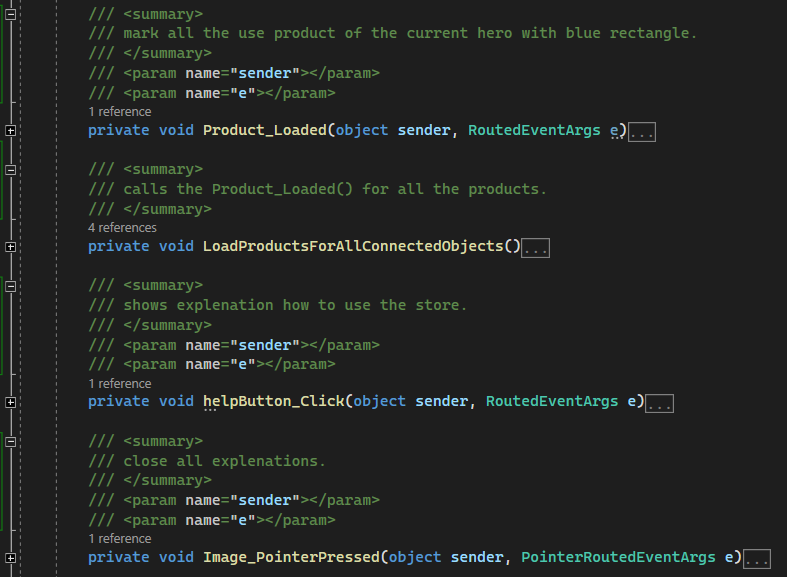 /// <summary>
/// mark all the use product of the current hero with blue rectangle.
/// </summary>
/// <param name="sender"></param>
/// <param name="e"></param>
1 reference
private void Product_Loaded(object sender, RoutedEventArgs e)...
/// <summary>
/// calls the Product_Loaded() for all the products.
/// </summary>
4 references
private void LoadProductsForAllConnectedObjects()...
/// <summary>
/// shows explenation how to use the store.
/// </summary>
/// <param name="sender"></param>
/// <param name="e"></param>
1 reference
private void helpButton_Click(object sender, RoutedEventArgs e)...
/// <summary>
/// close all explenations.
/// </summary>
/// <param name="sender"></param>
/// <param name="e"></param>
1 reference
private void Image_PointerPressed(object sender, PointerRoutedEventArgs e)...